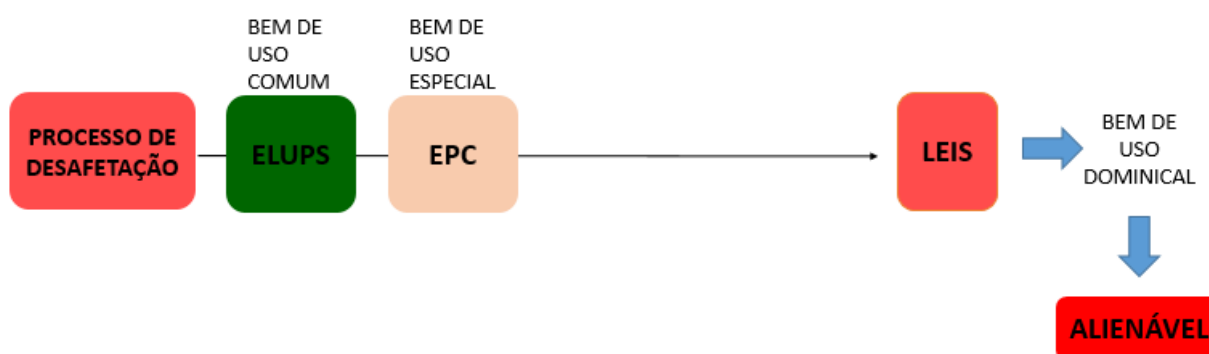 BEM DE
USO
COMUM
BEM DE
USO
ESPECIAL
PROCESSO DE
DESAFETAÇÃO
ELUPS
EPC
LEIS
BEM DE
USO
DOMINICAL
ALIENÁVEL